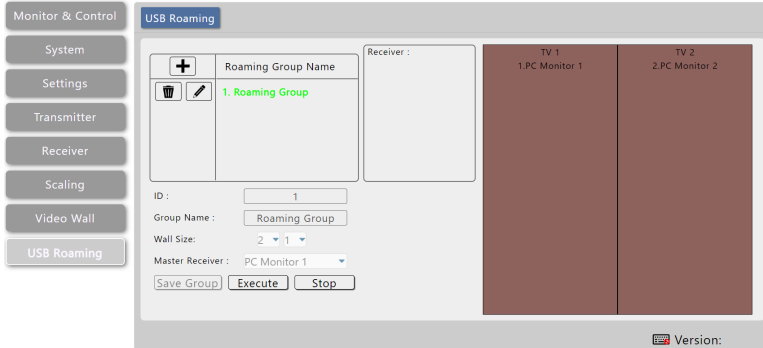 Monitor & Control
System
Settings
Transmitter
Receiver
Scaling
Video Wall
USB Roaming
USB Roaming
Roaming Group Name
1. Roaming Group
ID :
1
Group Name :
Roaming Group
Wall Size:
2
1
Master Receiver :
PC Monitor 1
Save Group
Execute
Stop
Receiver :
TV 1
1.PC Monitor 1
TV 2
2.PC Monitor 2
Version: